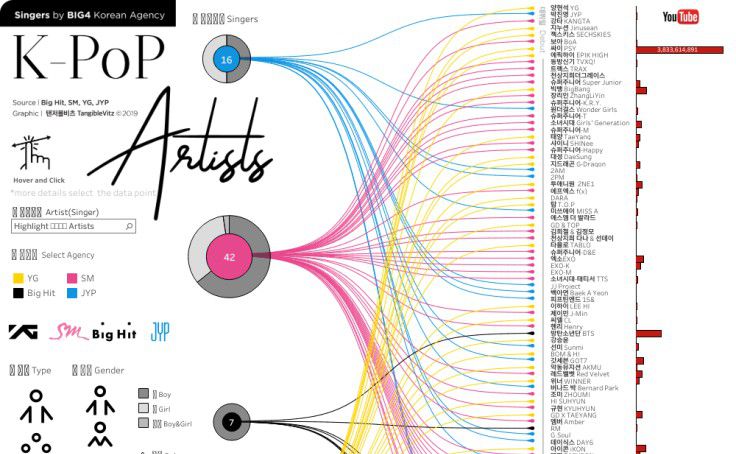 Singers by BIG4 Korean Agency
K-PoP
Artists
Source | Big Hit, SM, YG, JYP
Graphic | 탠저블비츠 TangibleVitz ©2019
Hover and Click
*more details select the data point
Artist(Singer)
Highlight Artists
Select Agency
YG
SM
Big Hit
JYP
YG
SM
Big Hit
JYP
Type
Gender
Boy
Girl
Boy&Girl
Singers
16
42
7
Debut
YouTube
3,833,614,891
양현석 YG
박진영 JYP
강타 KANGTA
지누션 Jinusean
젝스키스 SECHSKIES
보아 BoA
싸이 PSY
에픽하이 EPIK HIGH
동방신기 TVXQ!
트랙스 TRAX
천상지희더그레이스
슈퍼주니어 Super Junior
빅뱅 BigBang
장리인 ZhangLiYin
슈퍼주니어-K.R.Y.
원더걸스 Wonder Girls
슈퍼주니어-T
소녀시대 Girls' Generation
슈퍼주니어-M
태양 TaeYang
샤이니 SHINee
슈퍼주니어-Happy
대성 DaeSung
지드래곤 G-Dragon
2AM
2PM
투애니원 2NE1
에프엑스 f(x)
DARA
탑 T.O.P
미쓰에이 MISS A
에스엠 더 발라드
GD & TOP
김희철 & 김정모
천상지희 다나 & 선데이
타블로 TABLO
슈퍼주니어-D&E
엑소EXO
EXO-K
EXO-M
소녀시대-태티서 TTS
JJ Project
백아연 Baek A Yeon
피프틴앤드 15&
이하이 LEE HI
제이민 J-Min
씨엘 CL
헨리 Henry
방탄소년단 BTS
강승윤
선미 Sunmi
BOM & HI
갓세븐 GOT7
악동뮤지션 AKMU
레드벨벳 Red Velvet
위너 WINNER
버나드 박 Bernard Park
조미 ZHOUMI
HI SUHYUN
규현 KYUHYUN
GD X TAEYANG
엠버 Amber
RM
G.Soul
데이식스 DAY6
아이콘 iKON